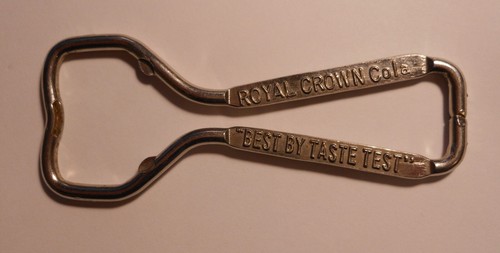 ROYAL CROWN Cola
"BEST BY TASTE TEST"